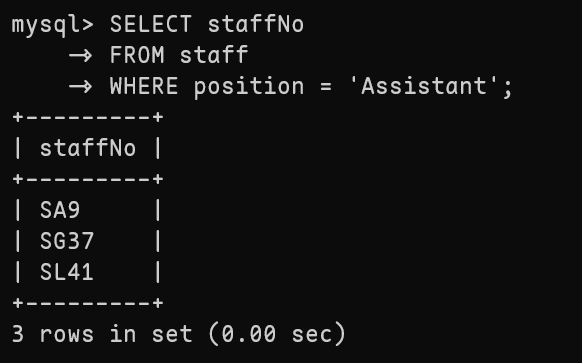 mysql> SELECT staffNo
    -> FROM staff
    -> WHERE position = 'Assistant';
+---------+
| staffNo |
+---------+
| SA9     |
| SG37    |
| SL41    |
+---------+
3 rows in set (0.00 sec)